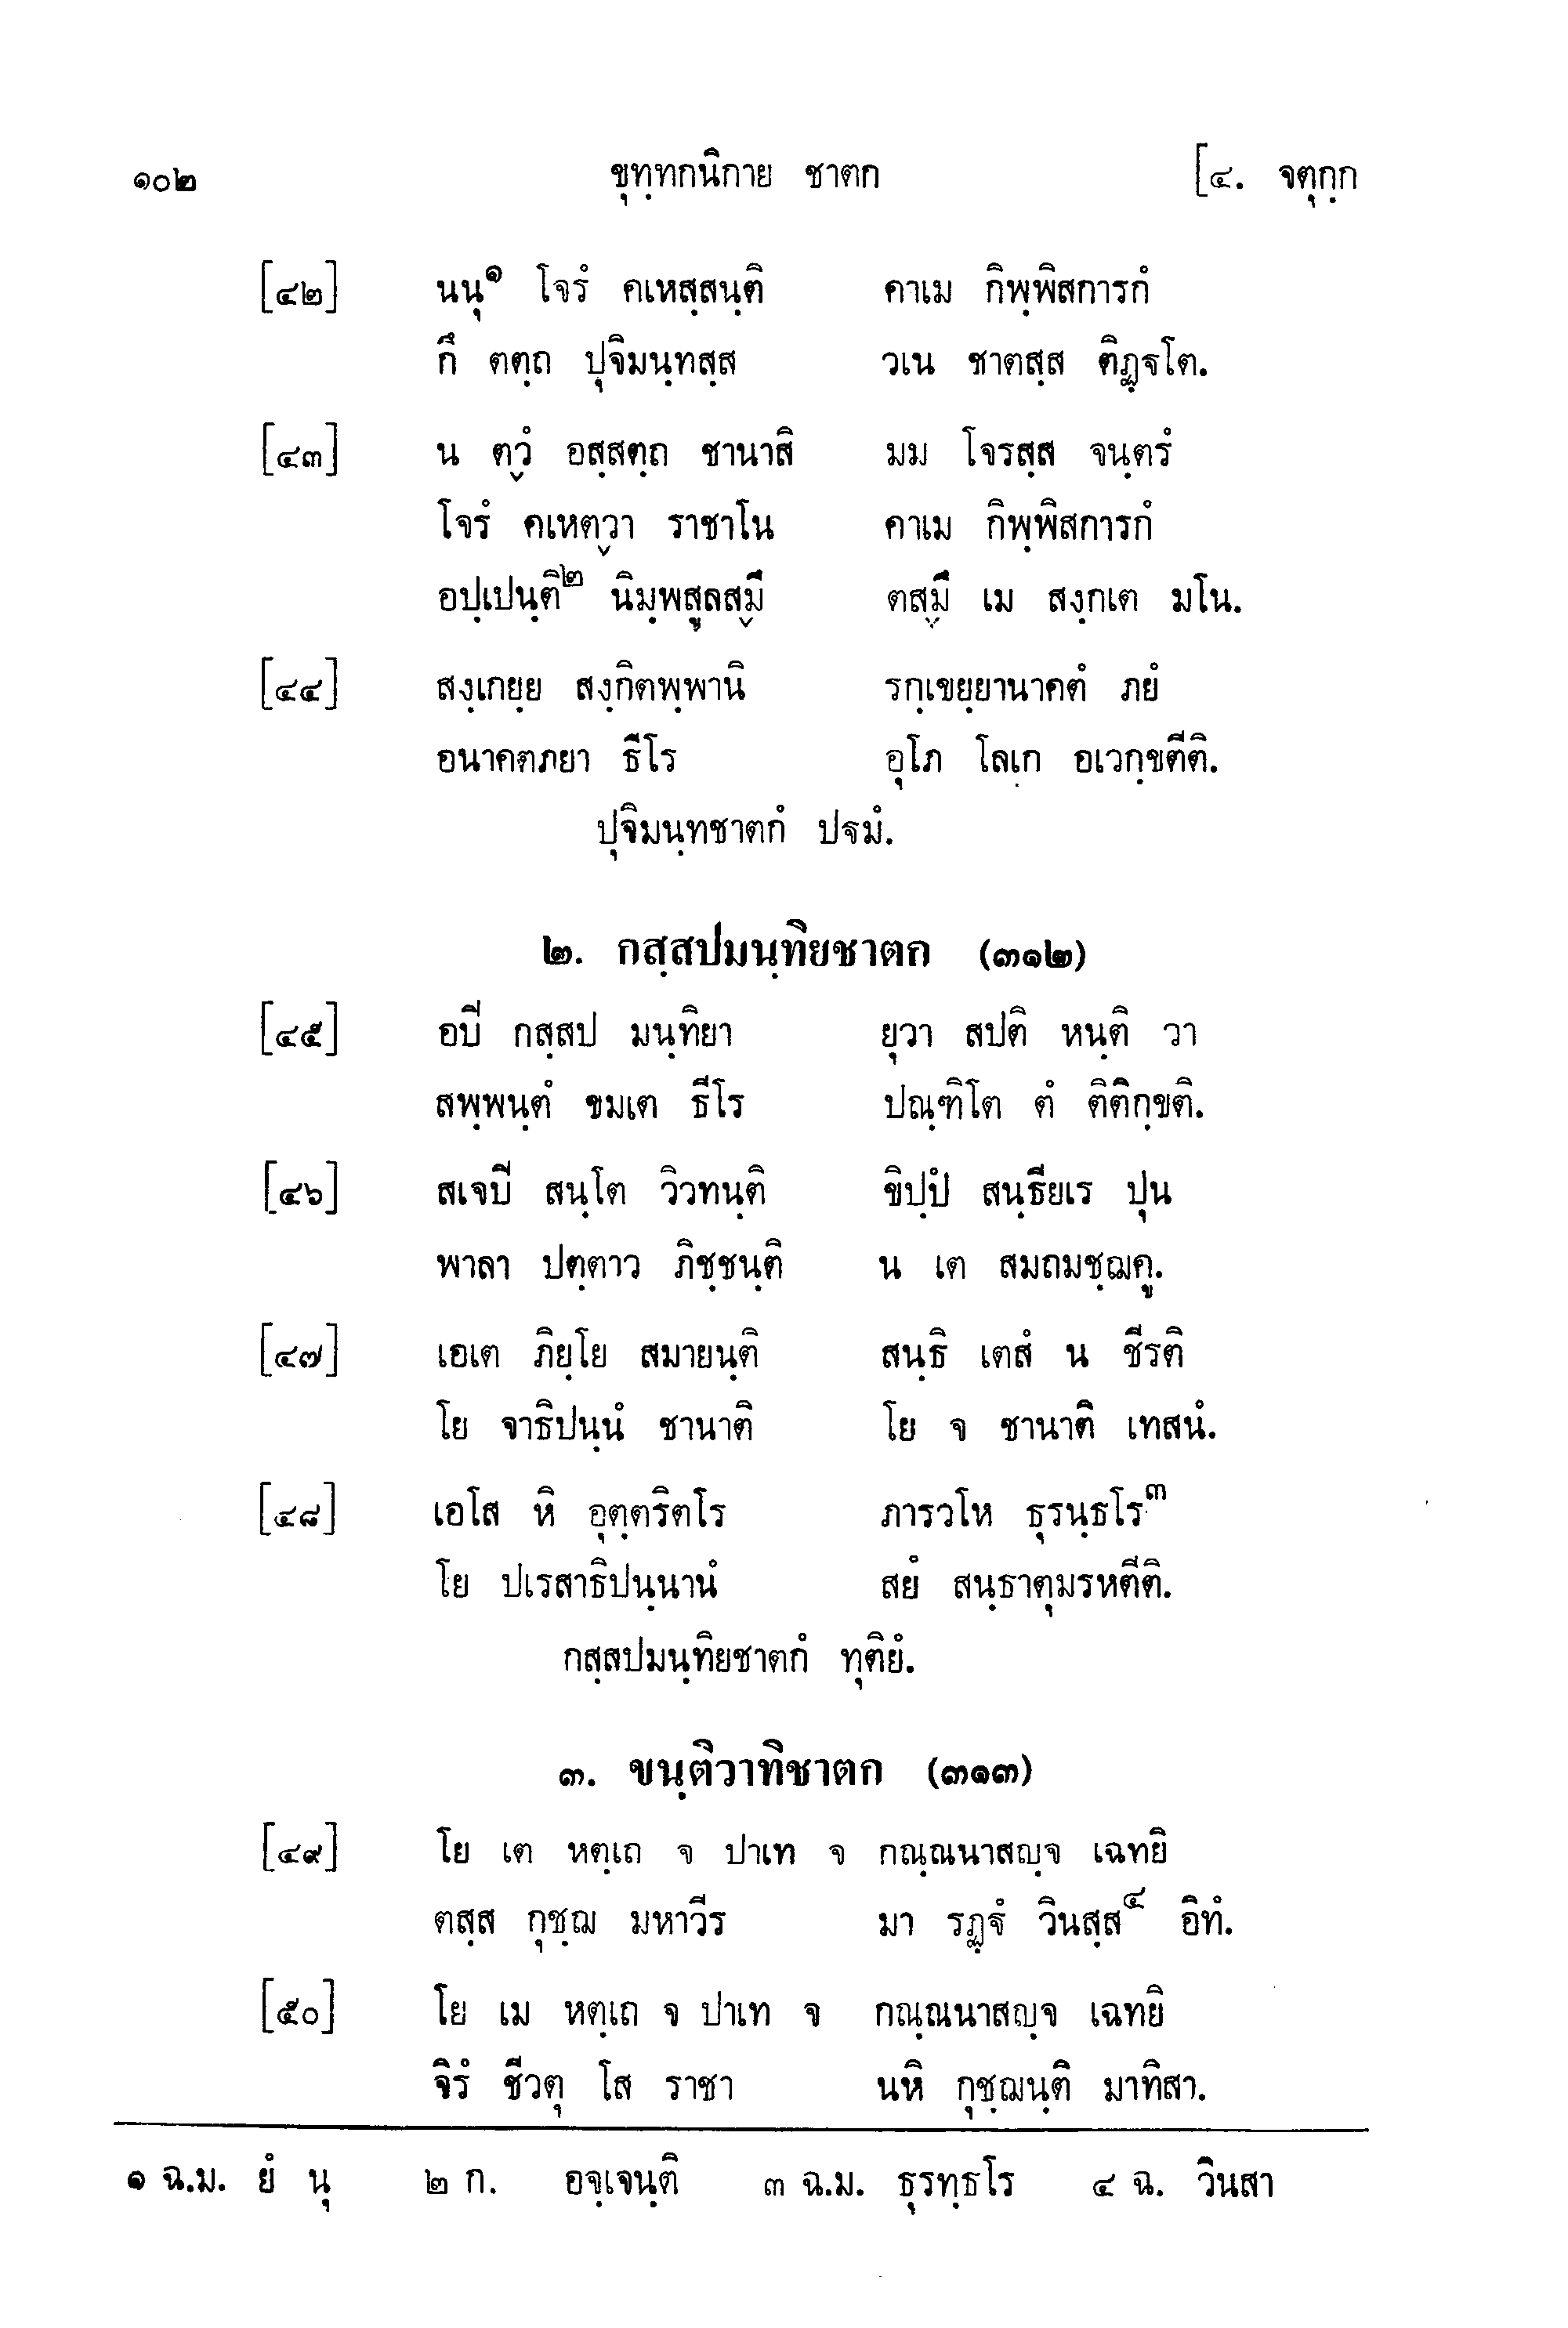 ๑๐๒ ขุทฺทกนิกาย ชาตก [๔. จตุกฺก
[๔๒] นนุ๑ โจรํ คเหสฺสนฺติ คาเม กิพฺพิสการกํ
กึ ตตฺถ ปุจิมนฺทสฺส วเน ชาตสฺส ติฏฺฐโต.
[๔๓] น ตฺวํ อสฺสตฺถ ชานาสิ มม โจรสฺส จนฺตรํ
โจรํ คเหตฺวา ราชาโน คาเม กิพฺพิสการกํ
อปฺเปนฺติ๒ นิมฺพสูลสฺมึ ตสฺมึ เม สงฺกเต มโน.
[๔๔] สงฺเกยฺย สงฺกิตพฺพานิ รกฺเขยฺยานาคตํ ภยํ
อนาคตภยา ธีโร อุโภ โลเก อเวกฺขตีติ.
ปุจิมนฺทชาตกํ ปฐมํ.
๒. กสฺสปมนฺทิยชาตก (๓๑๒)
[๔๕] อปิ กสฺสป มนฺทิยา ยุวา สปติ หนฺติ วา
สพฺพนฺตํ ขมเต ธีโร ปณฺฑิโต ตํ ติติกฺขติ.
[๔๖] สเจปิ สนฺโต วิวทนฺติ ขิปฺปํ สนฺธียเร ปุน
พาลา ปตฺตาว ภิชฺชนฺติ น เต สมถมชฺฌคู.
[๔๗] เอเต ภิยฺโย สมายนฺติ สนฺธิ เตสํ น ชีรติ
โย จาธิปนฺนํ ชานาติ โย จ ชานาติ เทสนํ.
[๔๘] เอโส หิ อุตฺตริตโร ภารวโห ธุรนฺธโร๓
โย ปเรสาธิปนฺนานํ สยํ สนฺธาตุมรหตีติ.
กสฺสปมนฺทิยชาตกํ ทุติยํ.
๓. ขนฺติวาทิชาตก (๓๑๓)
[๔๙] โย เต หตฺเถ จ ปาเท จ กณฺณนาสญฺจ เฉทยิ
ตสฺส กุชฺฌ มหาวีร มา รฏฺฐํ วินสฺส๔ อิทํ.
[๕๐] โย เม หตฺเถ จ ปาเท จ กณฺณนาสญฺจ เฉทยิ
จิรํ ชีวตุ โส ราชา นหิ กุชฺฌนฺติ มาทิสา.
๑ ฉ.ม. ยํ นุ ๒ ก. อจฺเจนฺติ ๓ ฉ.ม. ธุรทฺธโร ๔ ฉ. วินสา